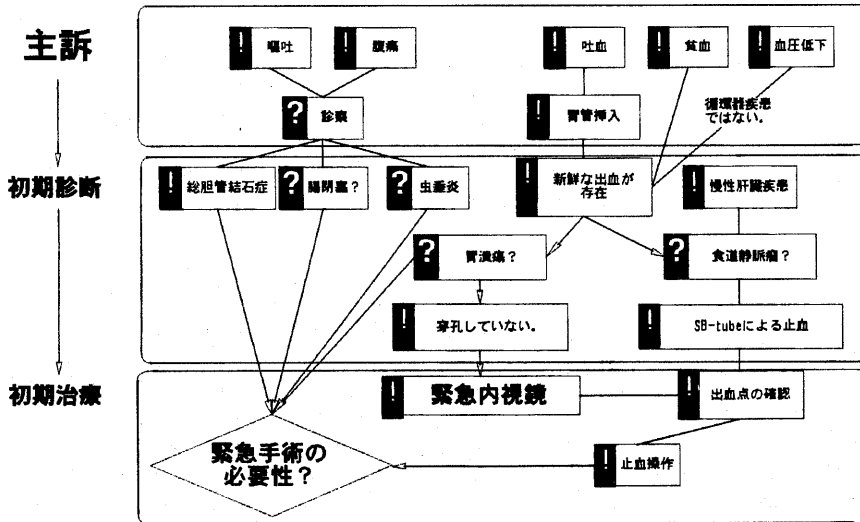 主訴
! 嘔吐
! 腹痛
! 吐血
! 貧血
! 血圧低下
? 診察
! 胃管挿入
循環器疾患
ではない。
初期診断
! 総胆管結石症
? 腸閉塞？
? 虫垂炎
! 新鮮な出血が
存在
! 慢性肝臓疾患
? 胃潰瘍？
? 食道静脈瘤？
! 穿孔していない。
! SB-tubeによる止血
初期治療
! 緊急内視鏡
! 出血点の確認
緊急手術の
必要性？
! 止血操作